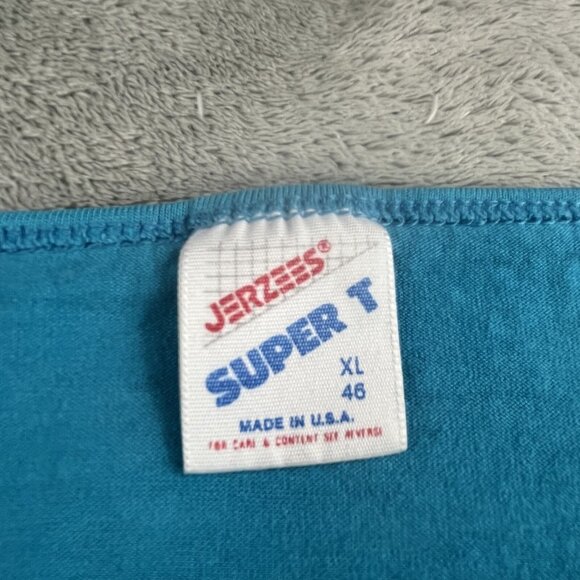 JERZEES®
SUPER T
XL
46
MADE IN U.S.A.
FOR CARE & CONTENT SEE REVERSE